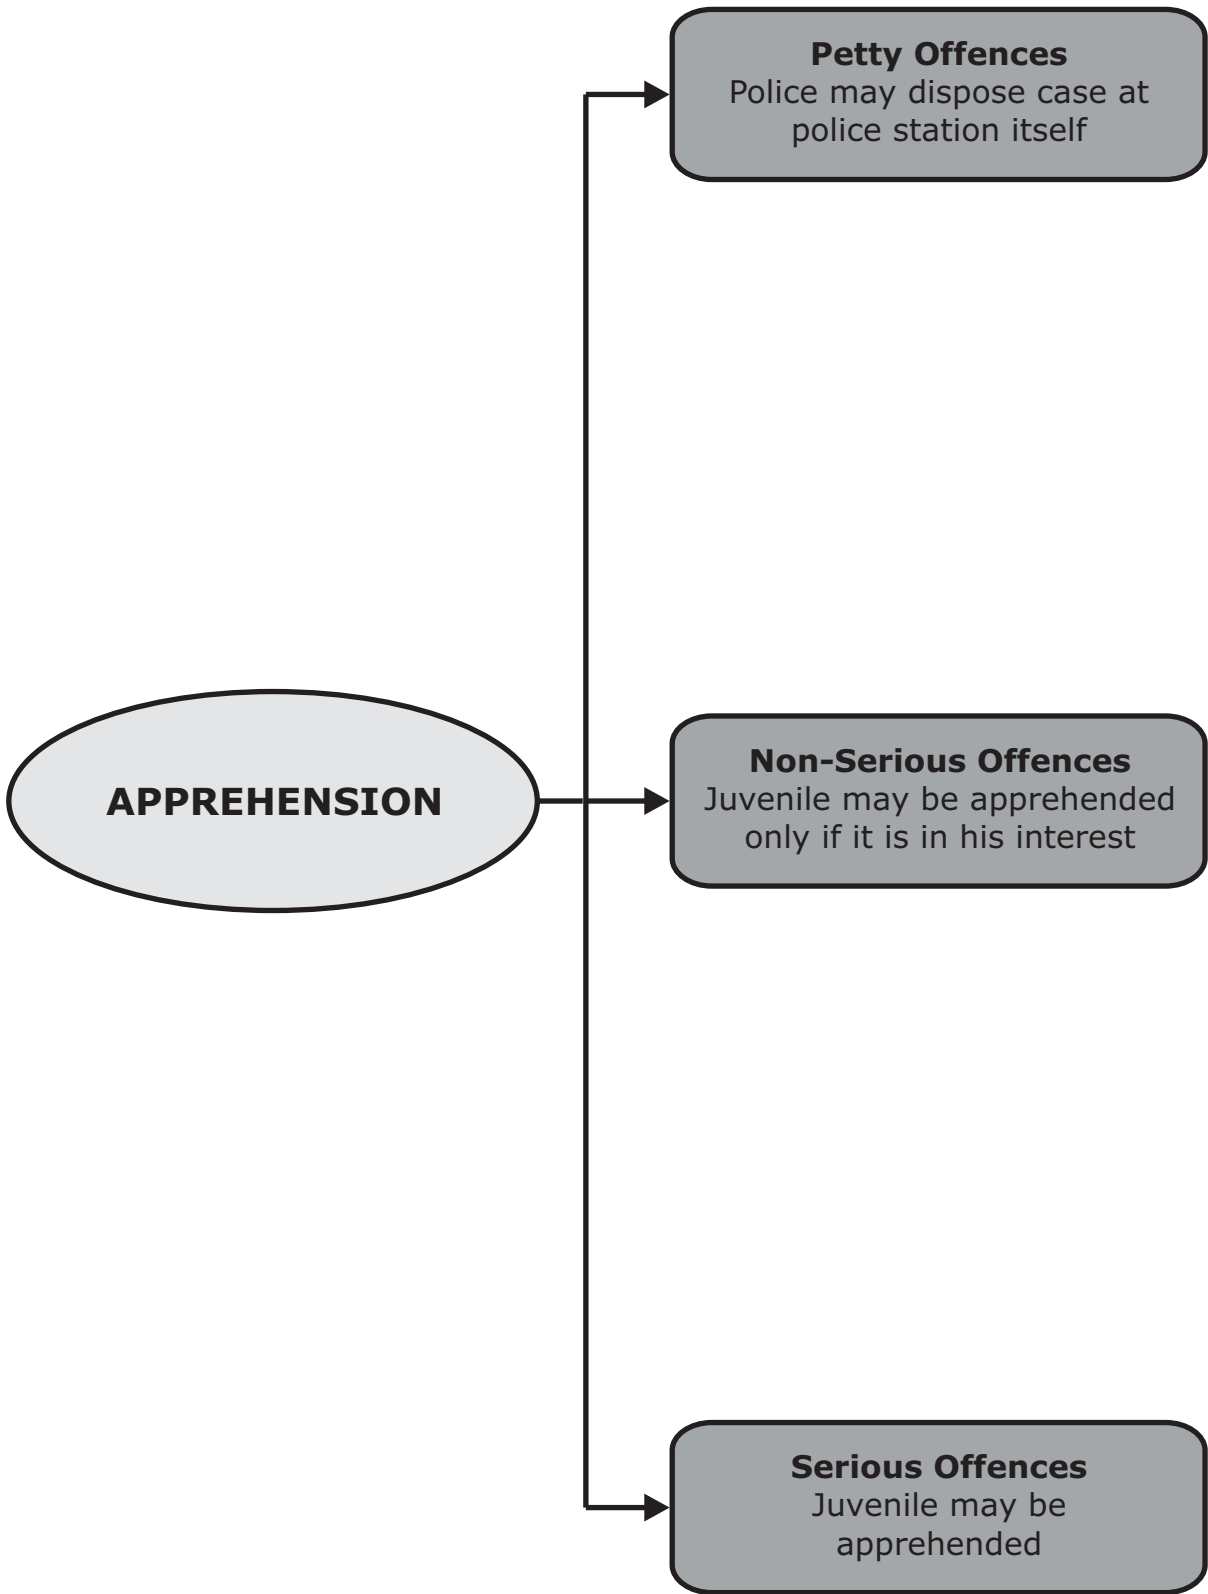 Petty Offences
Police may dispose case at
police station itself
APPREHENSION
Non-Serious Offences
Juvenile may be apprehended
only if it is in his interest
Serious Offences
Juvenile may be
apprehended